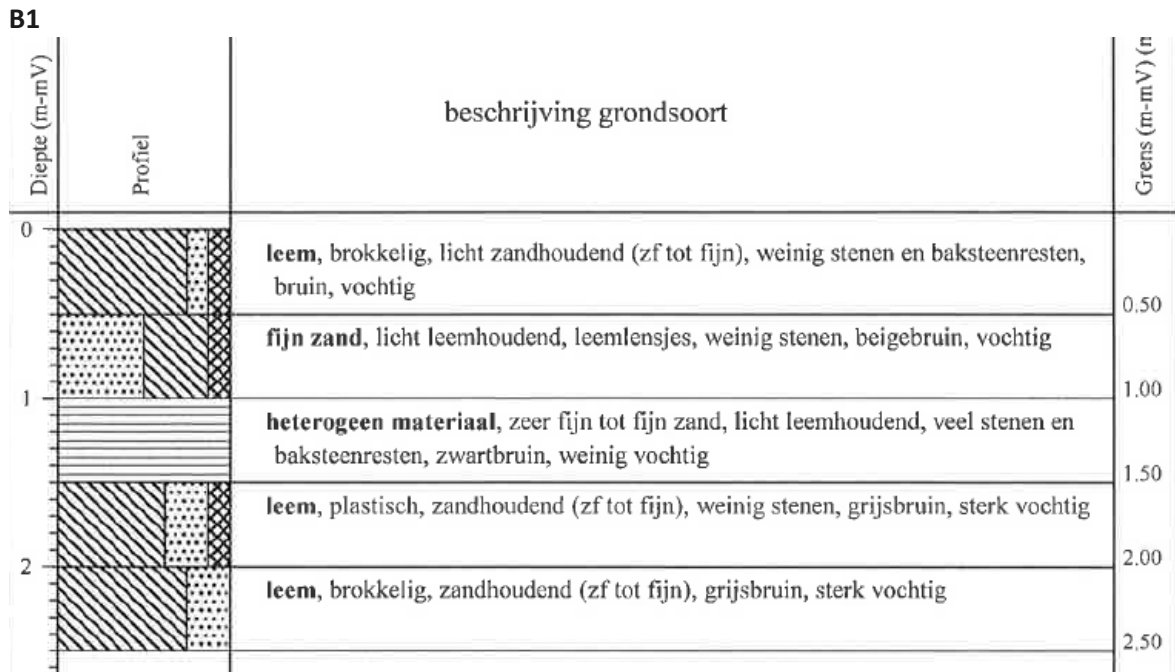 B1
Diepte (m-mV)
Profiel
beschrijving grondsoort
Grens (m-mV)
0
leem, brokkelig, licht zandhoudend (zf tot fijn), weinig stenen en baksteenresten,
bruin, vochtig
0.50
fijn zand, licht leemhoudend, leemlensjes, weinig stenen, beigebruin, vochtig
1.00
1
heterogeen materiaal, zeer fijn tot fijn zand, licht leemhoudend, veel stenen en
baksteenresten, zwartbruin, weinig vochtig
1.50
leem, plastisch, zandhoudend (zf tot fijn), weinig stenen, grijsbruin, sterk vochtig
2.00
2
leem, brokkelig, zandhoudend (zf tot fijn), grijsbruin, sterk vochtig
2,50